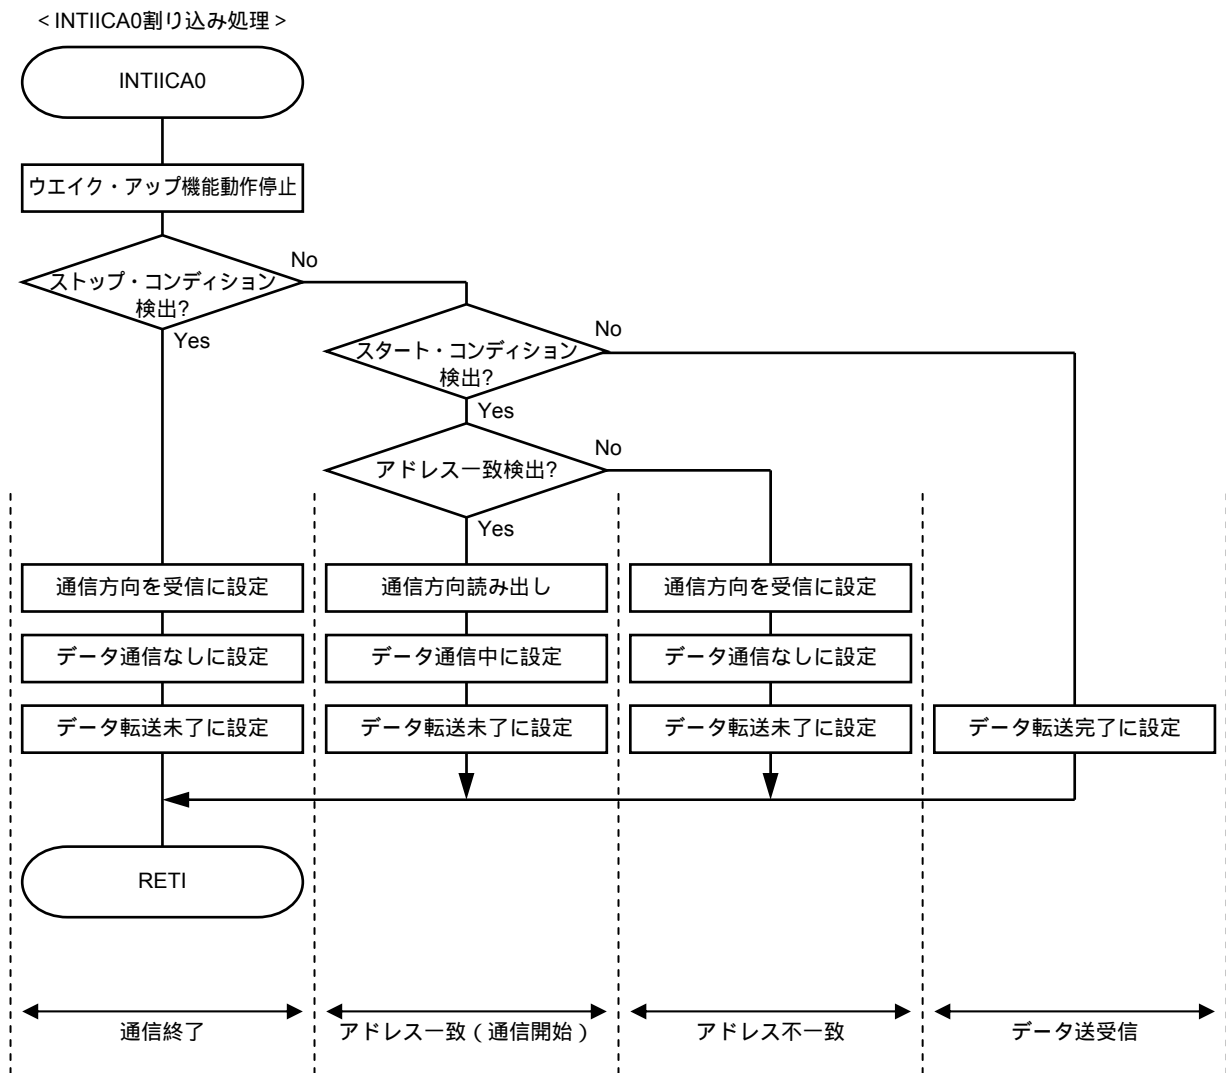 ＜INTIICA0割り込み処理＞
INTIICA0
ウエイク・アップ機能動作停止
ストップ・コンディション
検出?
No
Yes
スタート・コンディション
検出?
No
Yes
アドレス一致検出?
No
Yes
通信方向を受信に設定
通信方向読み出し
通信方向を受信に設定
データ通信なしに設定
データ通信中に設定
データ通信なしに設定
データ転送未了に設定
データ転送未了に設定
データ転送未了に設定
データ転送完了に設定
RETI
通信終了
アドレス一致（通信開始）
アドレス不一致
データ送受信